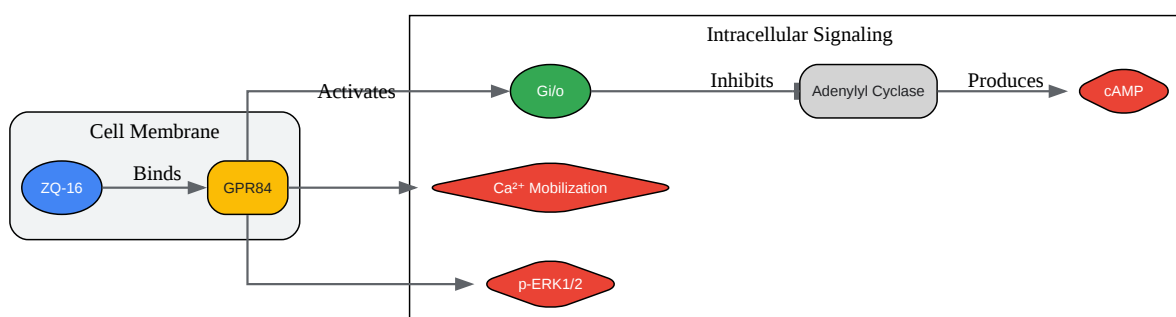 Intracellular Signaling
Activates
Gi/o
Inhibits
Adenylyl Cyclase
Produces
cAMP
Cell Membrane
ZQ-16
Binds
GPR84
Ca²⁺ Mobilization
p-ERK1/2